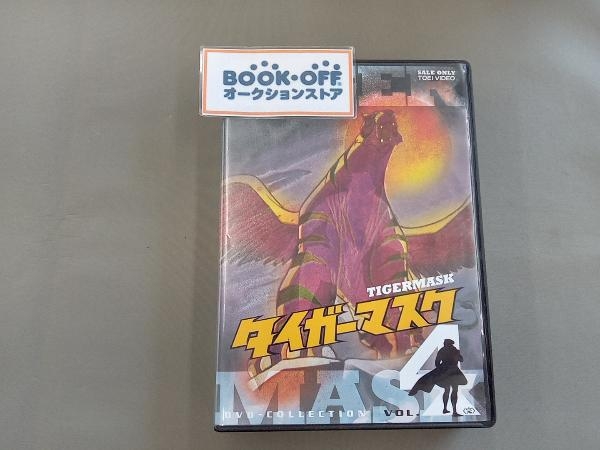 BOOK・OFF
オークションストア
SALE ONLY
TOEI VIDEO
TIGERMASK
タイガーマスク
MASK
DVD-COLLECTION VOL.4